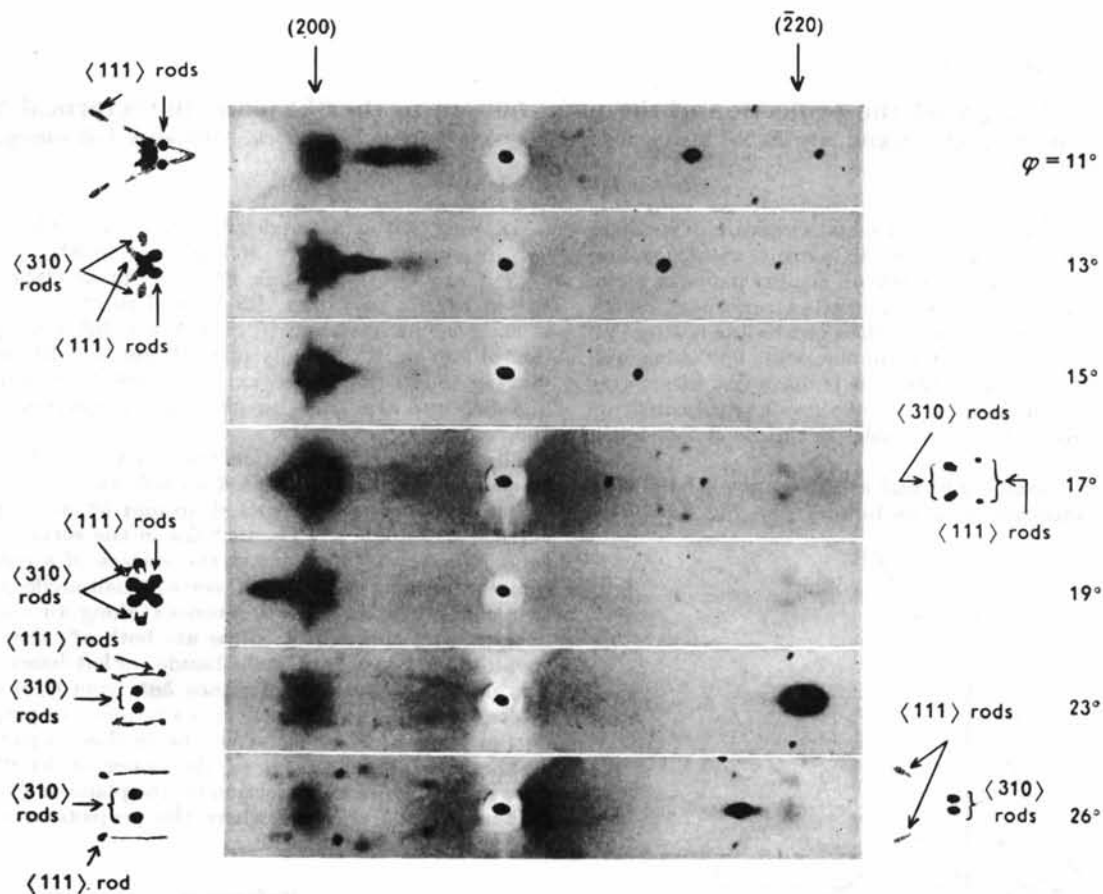 (200)
(2̄20)
⟨111⟩ rods
φ = 11°
⟨310⟩
rods
⟨111⟩ rods
13°
15°
⟨310⟩ rods
17°
⟨111⟩ rods
⟨111⟩ rods
⟨310⟩
rods
19°
⟨111⟩ rods
⟨310⟩
rods
⟨111⟩ rods
23°
⟨310⟩
rods
⟨310⟩
rods
26°
⟨111⟩. rod